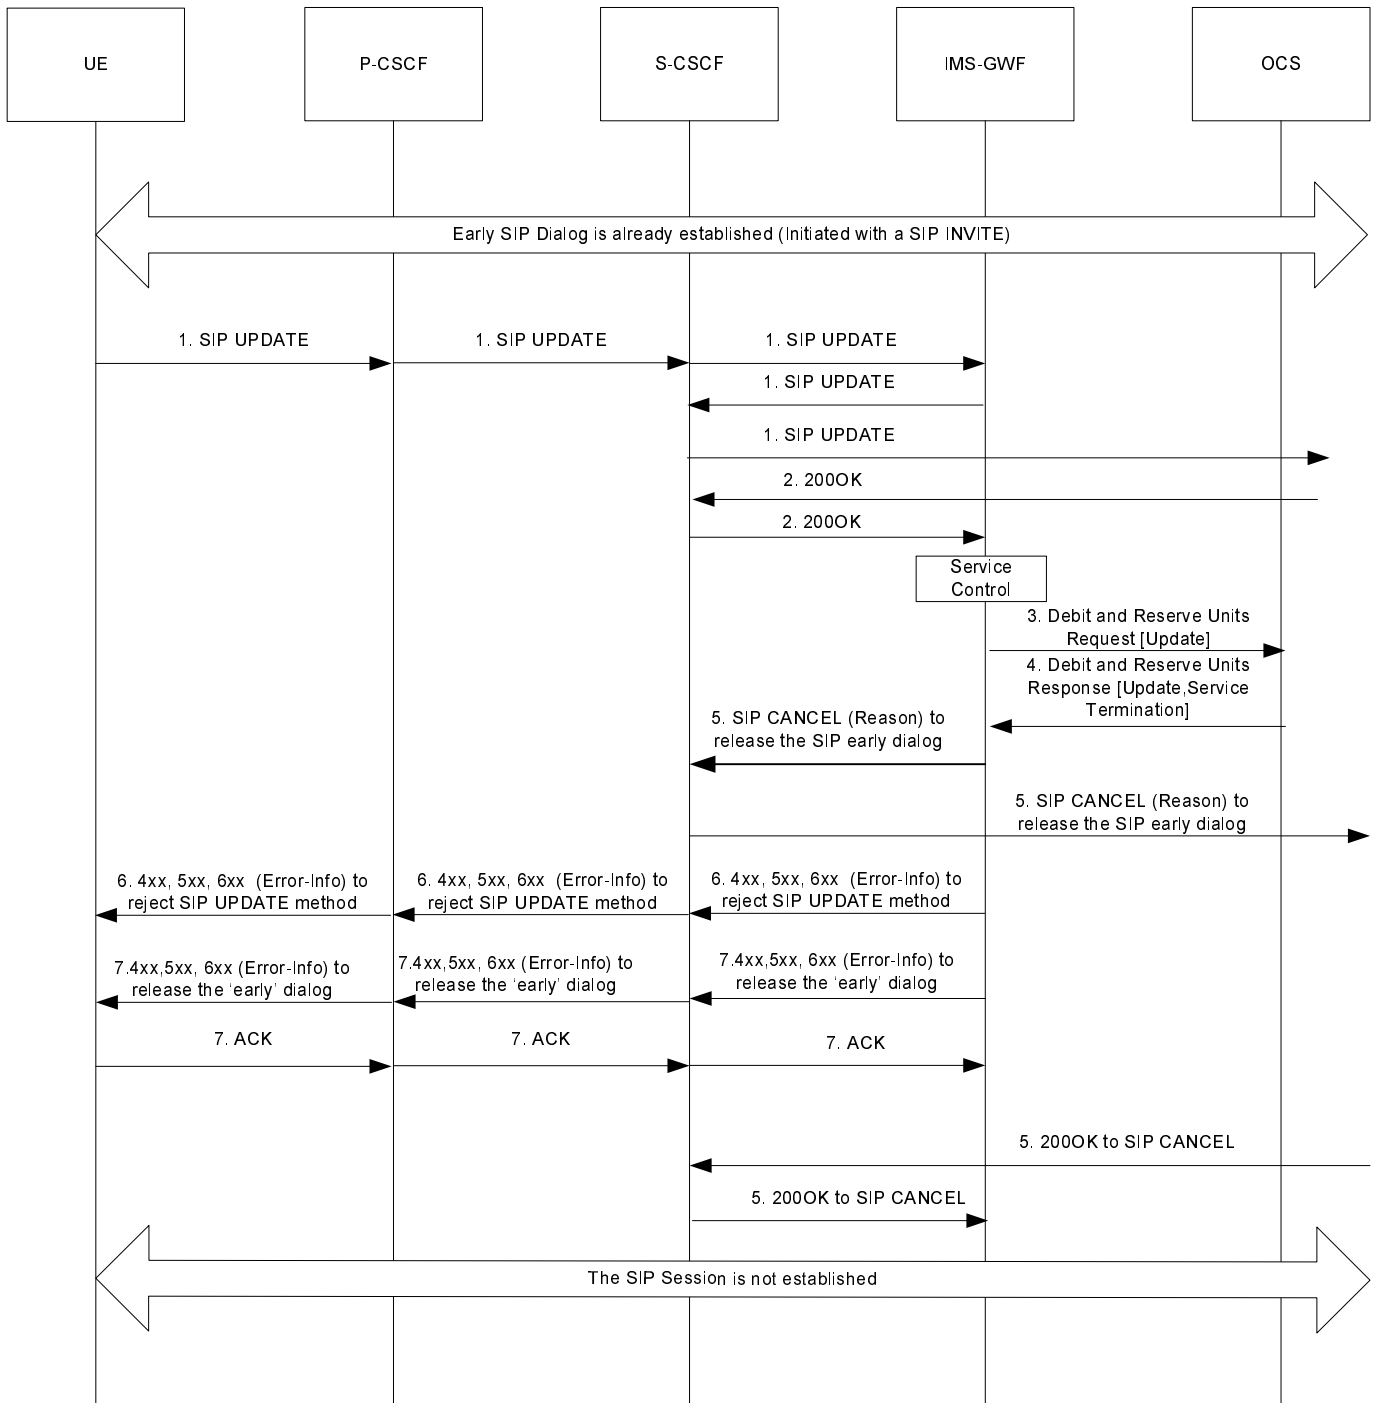 UE
P-CSCF
S-CSCF
IMS-GWF
OCS
Early SIP Dialog is already established (Initiated with a SIP INVITE)
1. SIP UPDATE
1. SIP UPDATE
1. SIP UPDATE
1. SIP UPDATE
1. SIP UPDATE
2. 200OK
2. 200OK
Service
Control
3. Debit and Reserve Units
Request [Update]
4. Debit and Reserve Units
Response [Update,Service
Termination]
5. SIP CANCEL (Reason) to
release the SIP early dialog
5. SIP CANCEL (Reason) to
release the SIP early dialog
6. 4xx, 5xx, 6xx (Error-Info) to
reject SIP UPDATE method
6. 4xx, 5xx, 6xx (Error-Info) to
reject SIP UPDATE method
6. 4xx, 5xx, 6xx (Error-Info) to
reject SIP UPDATE method
7.4xx,5xx, 6xx (Error-Info) to
release the ‘early’ dialog
7.4xx,5xx, 6xx (Error-Info) to
release the ‘early’ dialog
7.4xx,5xx, 6xx (Error-Info) to
release the ‘early’ dialog
7. ACK
7. ACK
7. ACK
5. 200OK to SIP CANCEL
5. 200OK to SIP CANCEL
The SIP Session is not established